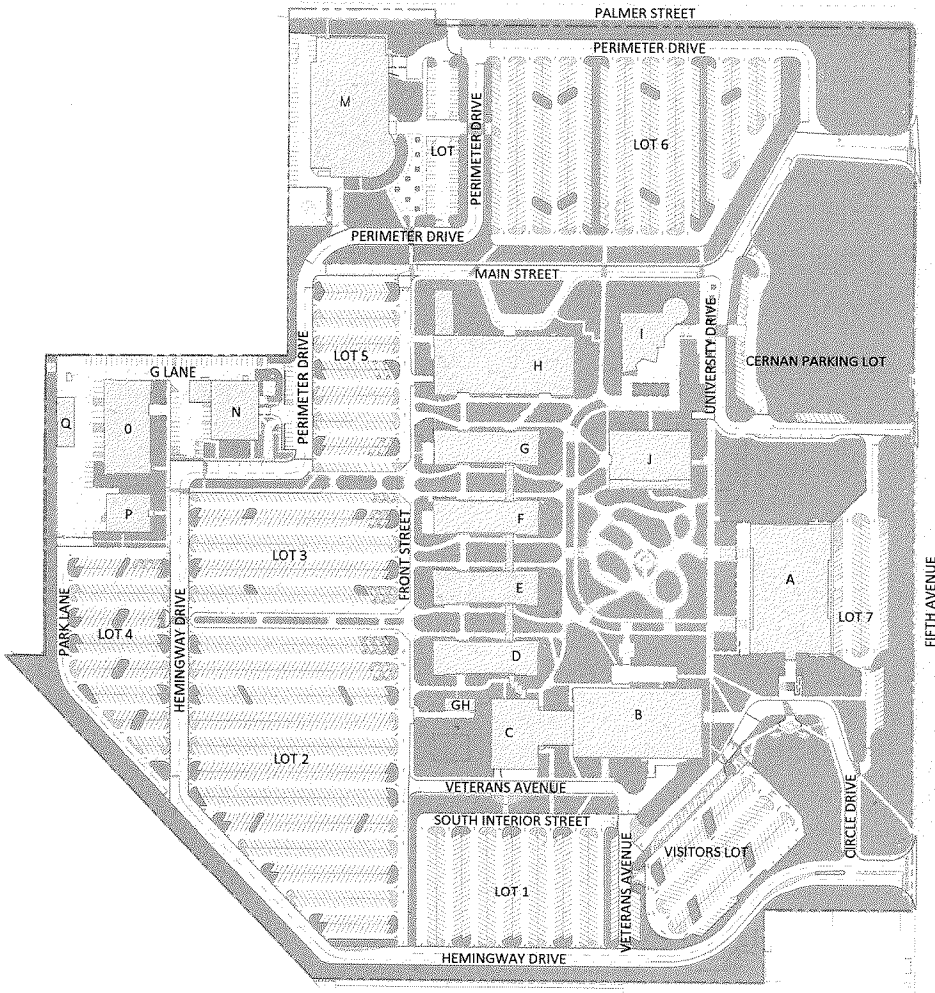 PALMER STREET
PERIMETER DRIVE
M
LOT
PERIMETER DRIVE
LOT 6
PERIMETER DRIVE
MAIN STREET
UNIVERSITY DRIVE
I
LOT 5
PERIMETER DRIVE
H
CERNAN PARKING LOT
G LANE
N
Q
O
G
J
P
F
FRONT STREET
LOT 3
E
A
LOT 7
FIFTH AVENUE
PARK LANE
LOT 4
HEMINGWAY DRIVE
D
GH
C
B
LOT 2
VETERANS AVENUE
SOUTH INTERIOR STREET
CIRCLE DRIVE
VISITORS LOT
LOT 1
VETERANS AVENUE
HEMINGWAY DRIVE